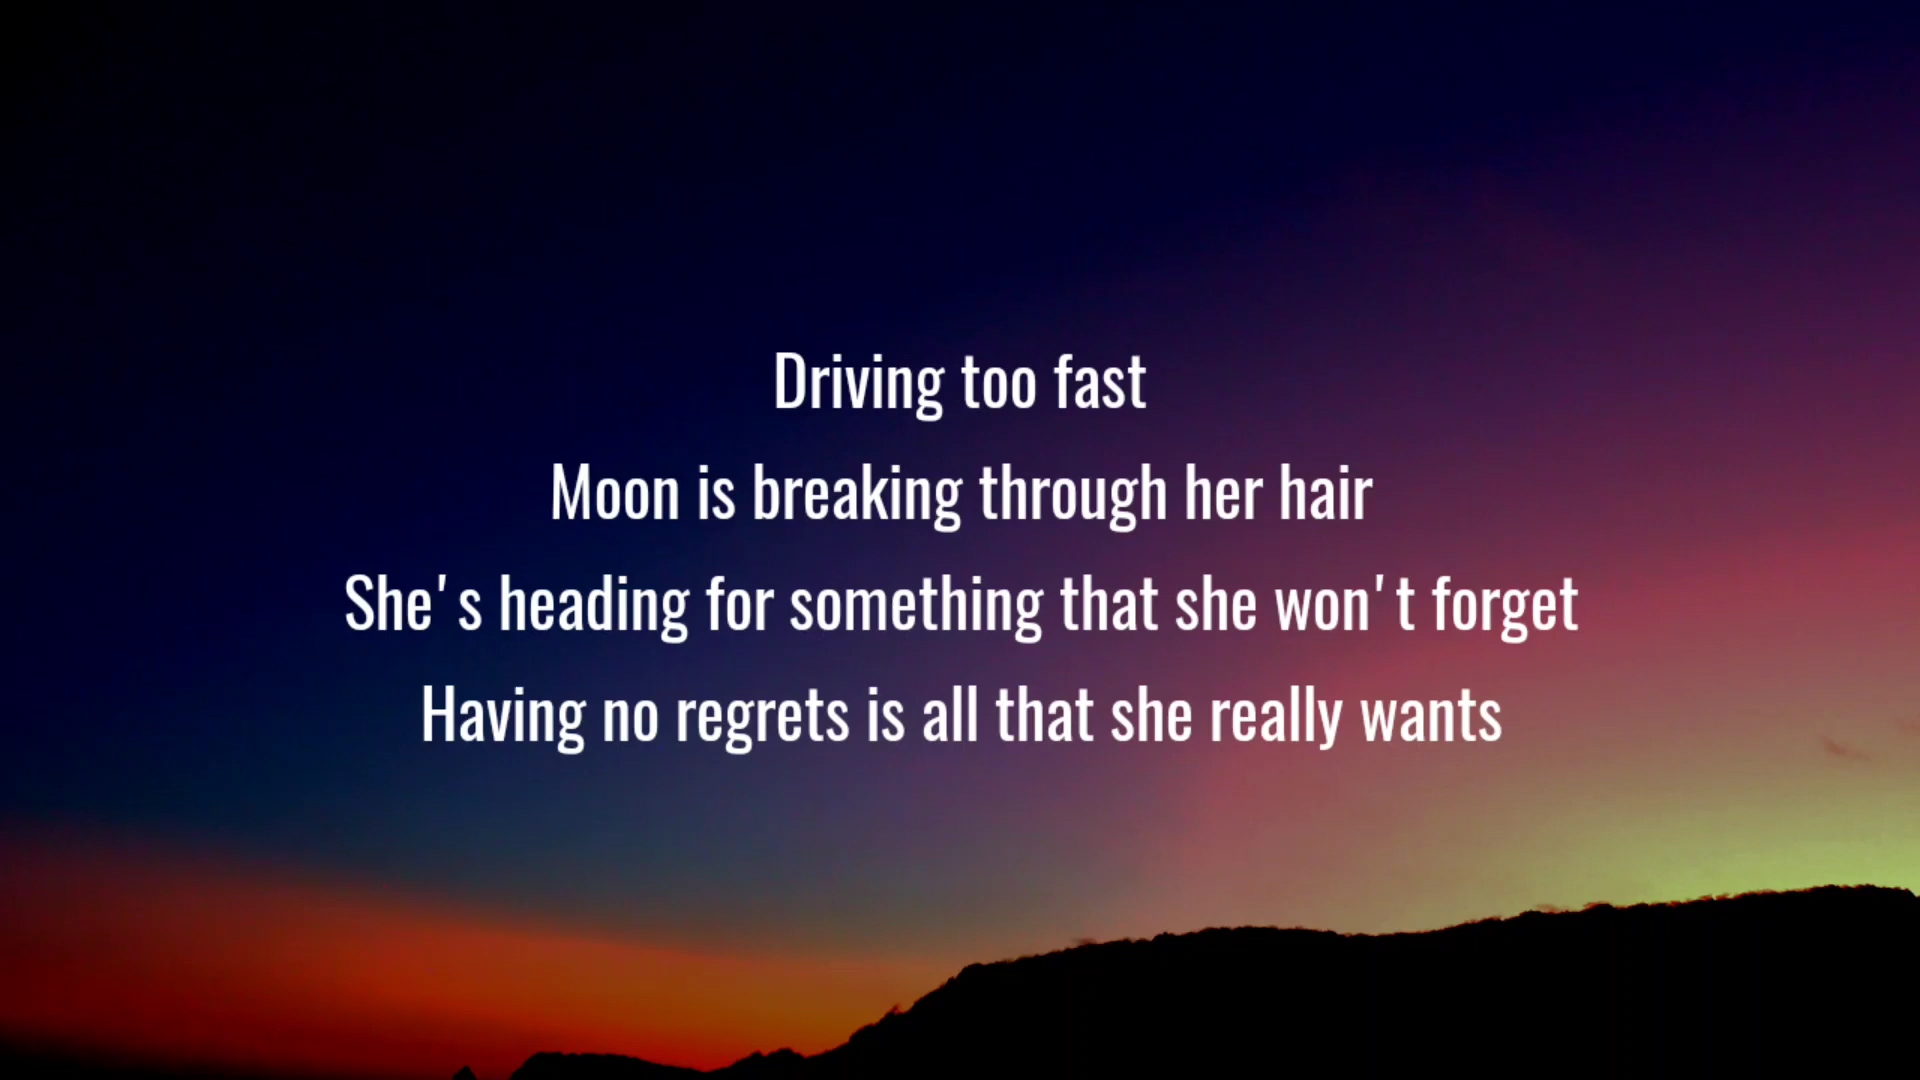 Driving too fast
Moon is breaking through her hair
She's heading for something that she won't forget
Having no regrets is all that she really wants